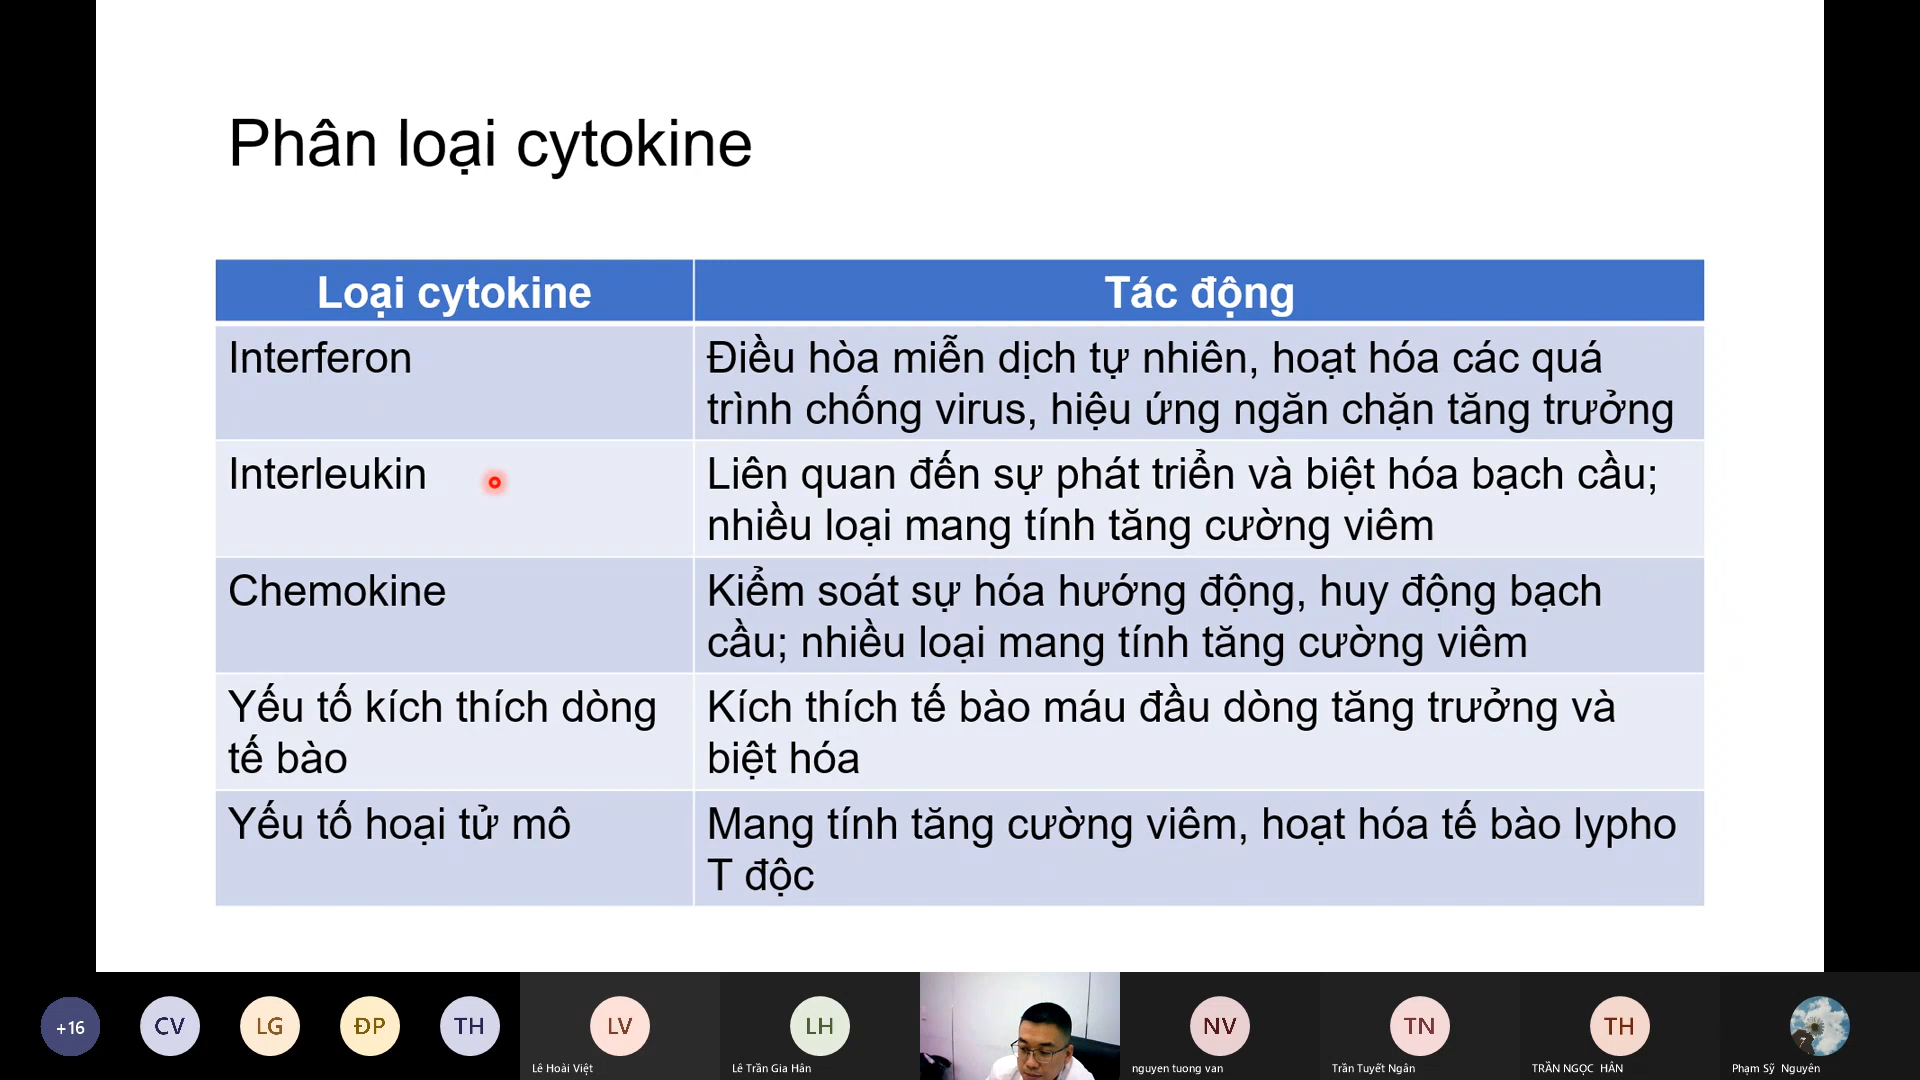 Phân loại cytokine
Loại cytokine
Tác động
Interferon
Điều hòa miễn dịch tự nhiên, hoạt hóa các quá
trình chống virus, hiệu ứng ngăn chặn tăng trưởng
Interleukin
Liên quan đến sự phát triển và biệt hóa bạch cầu;
nhiều loại mang tính tăng cường viêm
Chemokine
Kiểm soát sự hóa hướng động, huy động bạch
cầu; nhiều loại mang tính tăng cường viêm
Yếu tố kích thích dòng
tế bào
Kích thích tế bào máu đầu dòng tăng trưởng và
biệt hóa
Yếu tố hoại tử mô
Mang tính tăng cường viêm, hoạt hóa tế bào lypho
T độc
+16
CV
LG
ĐP
TH
LV
LH
NV
TN
TH
Lê Hoài Việt
Lê Trần Gia Hân
nguyen tuong van
Trần Tuyết Ngân
TRẦN NGỌC HÂN
Phạm Sỹ Nguyên